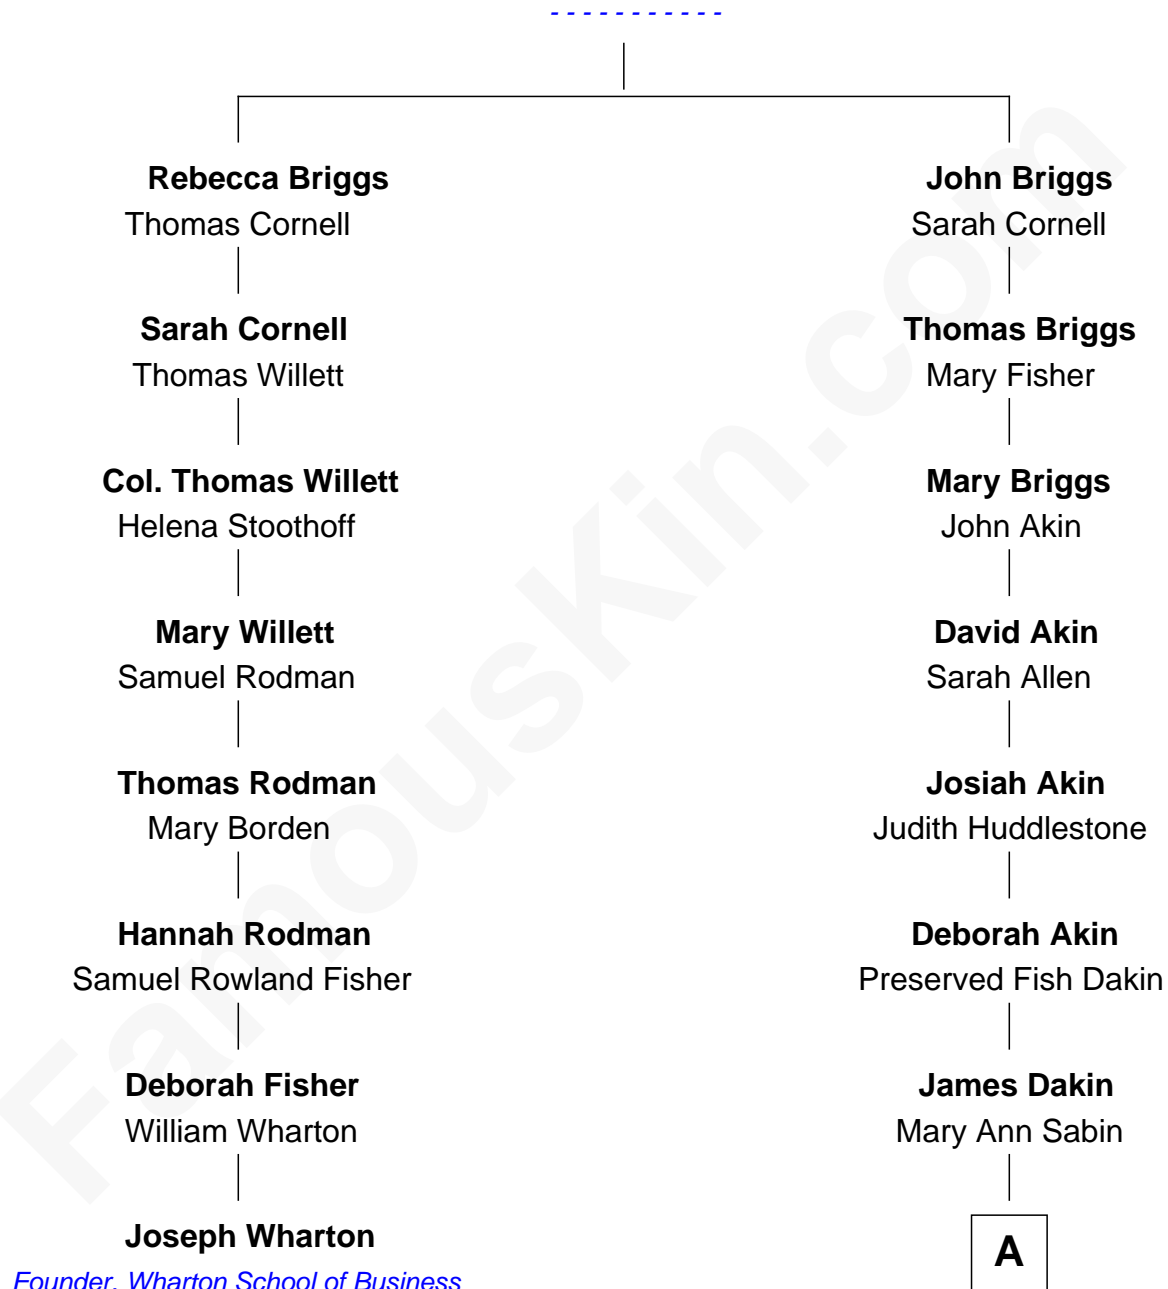 - - - - - - - - - - -
Rebecca Briggs
Thomas Cornell
Sarah Cornell
Thomas Willett
Col. Thomas Willett
Helena Stoothoff
Mary Willett
Samuel Rodman
Thomas Rodman
Mary Borden
Hannah Rodman
Samuel Rowland Fisher
Deborah Fisher
William Wharton
Joseph Wharton
Founder, Wharton School of Business
John Briggs
Sarah Cornell
Thomas Briggs
Mary Fisher
Mary Briggs
John Akin
David Akin
Sarah Allen
Josiah Akin
Judith Huddlestone
Deborah Akin
Preserved Fish Dakin
James Dakin
Mary Ann Sabin
A
FamousKin.com